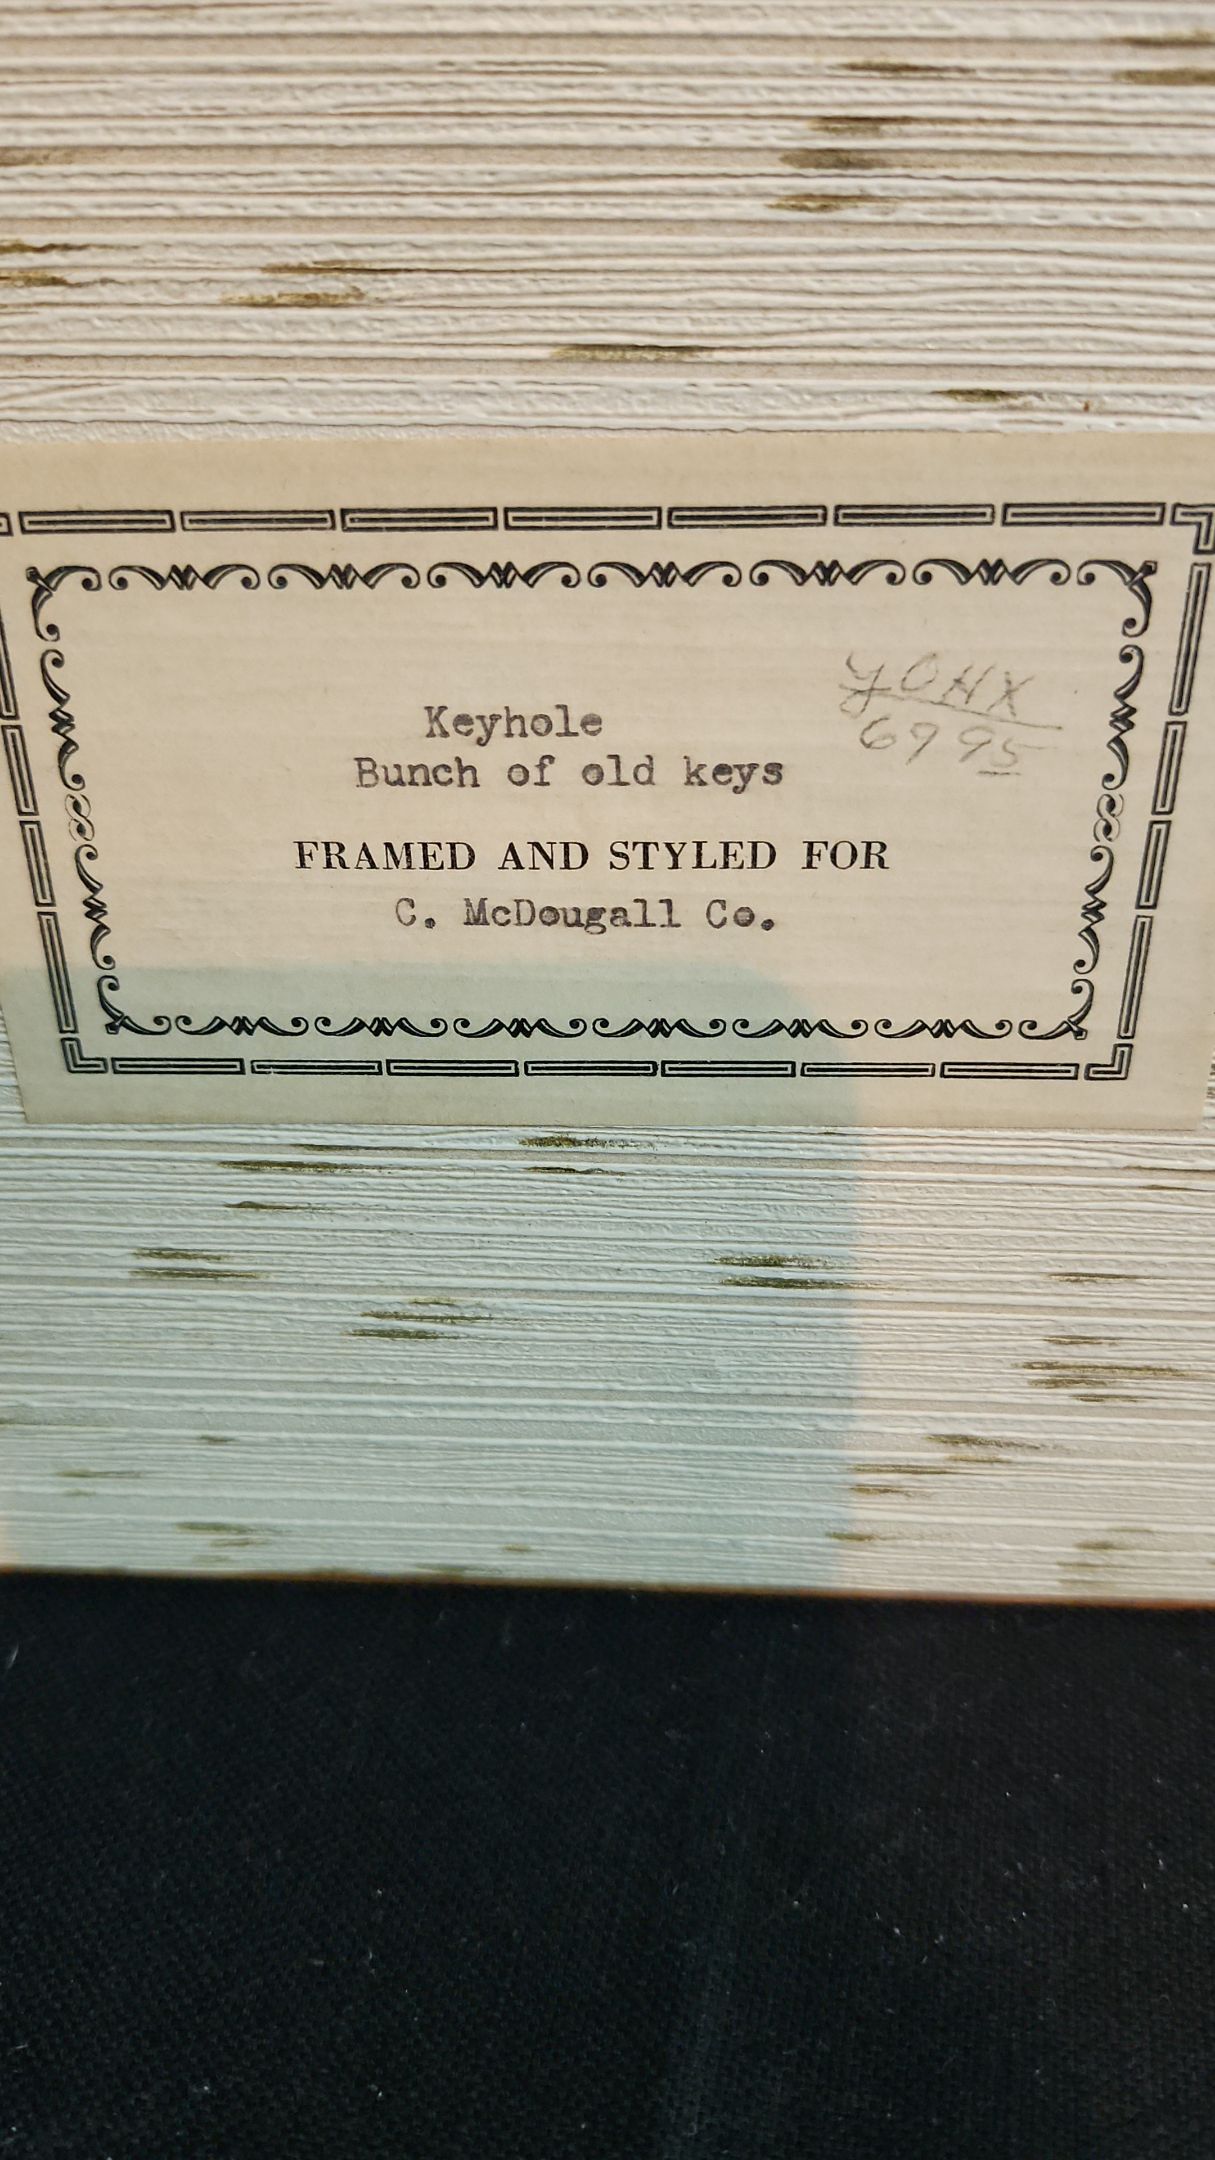 YOHX
6995
Keyhole
Bunch of old keys
FRAMED AND STYLED FOR
C. McDougall Co.